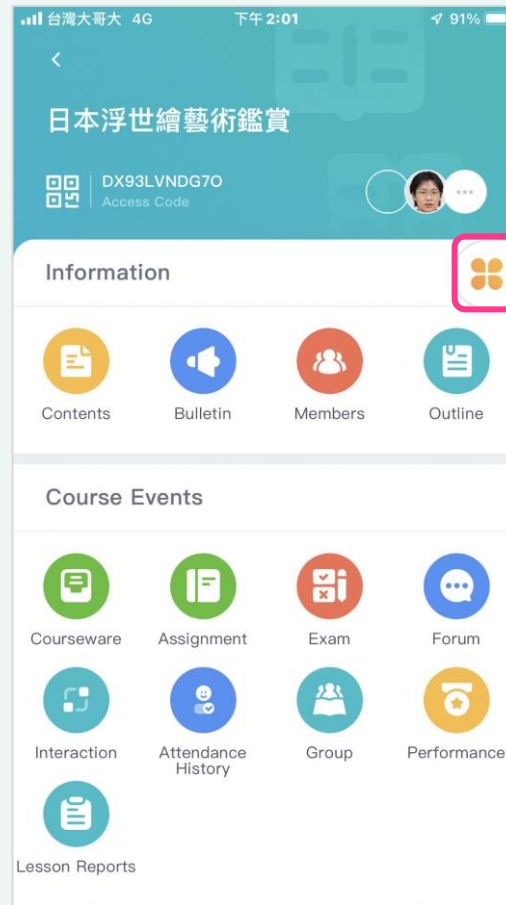 台灣大哥大 4G 下午2:01 91%
日本浮世繪藝術鑑賞
DX93LVNDG7O
Access Code
Information
Contents Bulletin Members Outline
Course Events
Courseware Assignment Exam Forum
Interaction Attendance History Group Performance
Lesson Reports